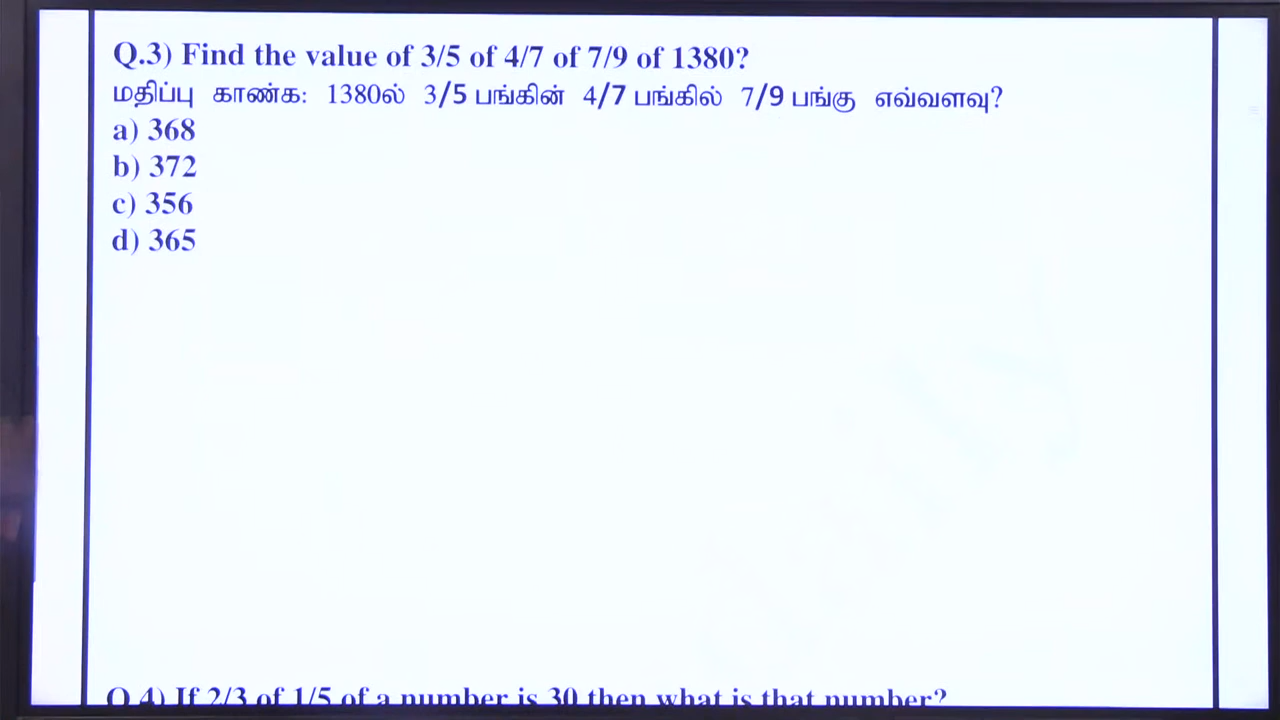 Q.3) Find the value of 3/5 of 4/7 of 7/9 of 1380?
மதிப்பு காண்க: 1380ல் 3/5 பங்கின் 4/7 பங்கில் 7/9 பங்கு எவ்வளவு?
a) 368
b) 372
c) 356
d) 365
Q.4) If 2/3 of 1/5 of a number is 30 then what is that number?